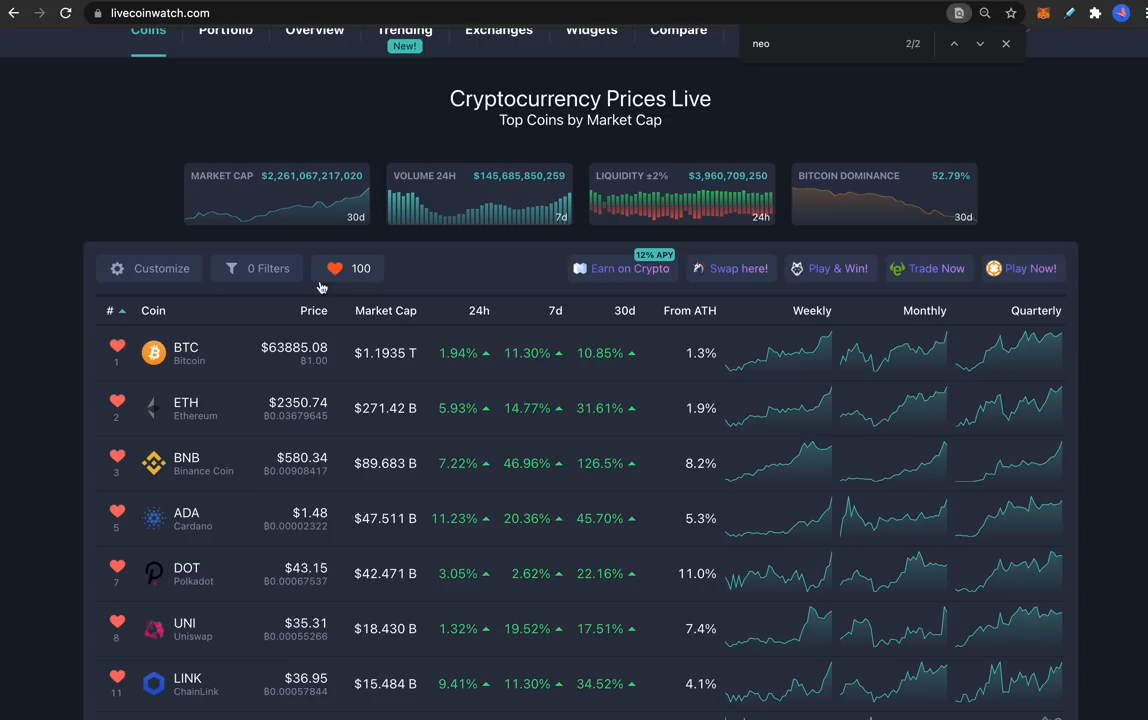 livecoinwatch.com
neo 2/2
Coins Portfolio Overview Trending Exchanges Widgets Compare
New!
Cryptocurrency Prices Live
Top Coins by Market Cap
MARKET CAP $2,261,067,217,020 VOLUME 24H $145,685,850,259 LIQUIDITY ±2% $3,960,709,250 BITCOIN DOMINANCE 52.79%
30d 7d 24h 30d
12% APY
Customize 0 Filters 100 Earn on Crypto Swap here! Play & Win! Trade Now Play Now!
# Coin Price Market Cap 24h 7d 30d From ATH Weekly Monthly Quarterly
BTC $63885.08 $1.1935 T 1.94% 11.30% 10.85% 1.3%
1 Bitcoin ₿1.00
ETH $2350.74 $271.42 B 5.93% 14.77% 31.61% 1.9%
2 Ethereum ₿0.03679645
BNB $580.34 $89.683 B 7.22% 46.96% 126.5% 8.2%
3 Binance Coin ₿0.00908417
ADA $1.48 $47.511 B 11.23% 20.36% 45.70% 5.3%
5 Cardano ₿0.00002322
DOT $43.15 $42.471 B 3.05% 2.62% 22.16% 11.0%
7 Polkadot ₿0.00067537
UNI $35.31 $18.430 B 1.32% 19.52% 17.51% 7.4%
8 Uniswap ₿0.00055266
LINK $36.95 $15.484 B 9.41% 11.30% 34.52% 4.1%
11 ChainLink ₿0.00057844